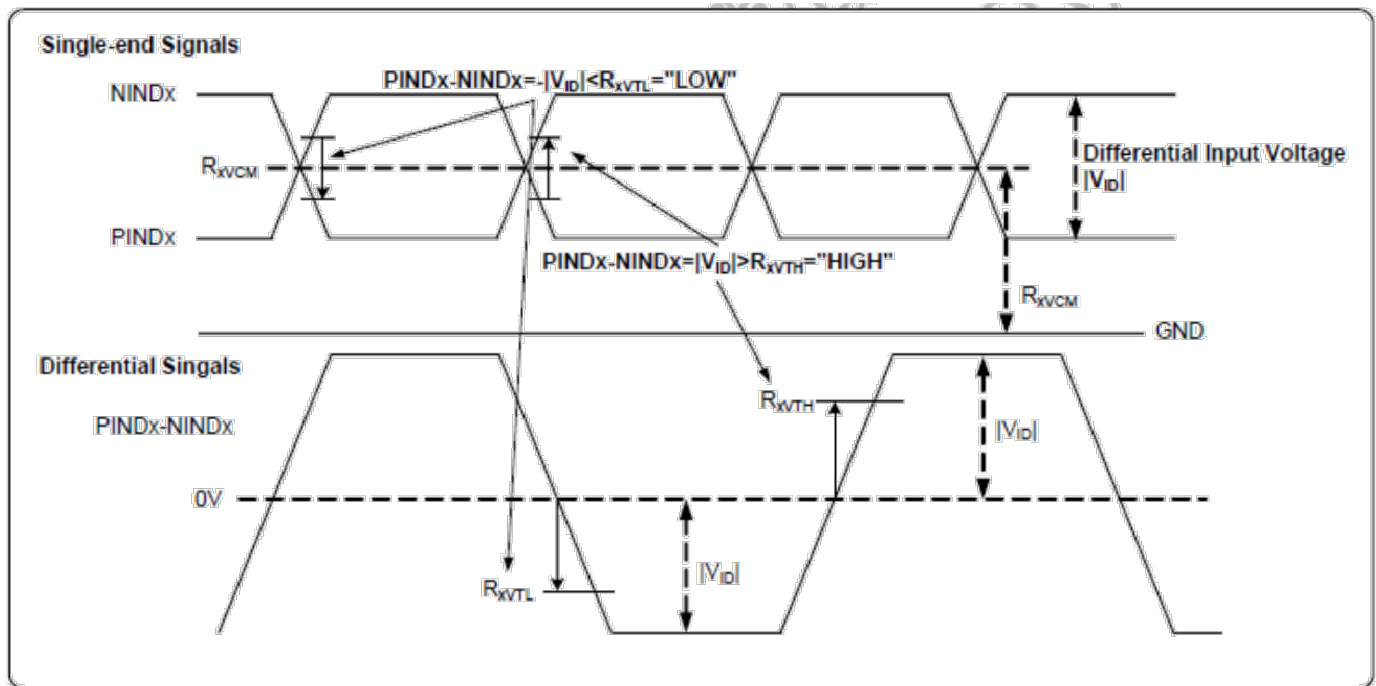 Single-end Signals
NINDx
PINDx-NINDx=-|VID|<RxVTL="LOW"
RxVCM
Differential Input Voltage
|VID|
PINDx
PINDx-NINDx=|VID|>RxVTH="HIGH"
RxVCM
GND
Differential Singals
PINDx-NINDx
RxVTH
|VID|
0V
RxVTL
|VID|